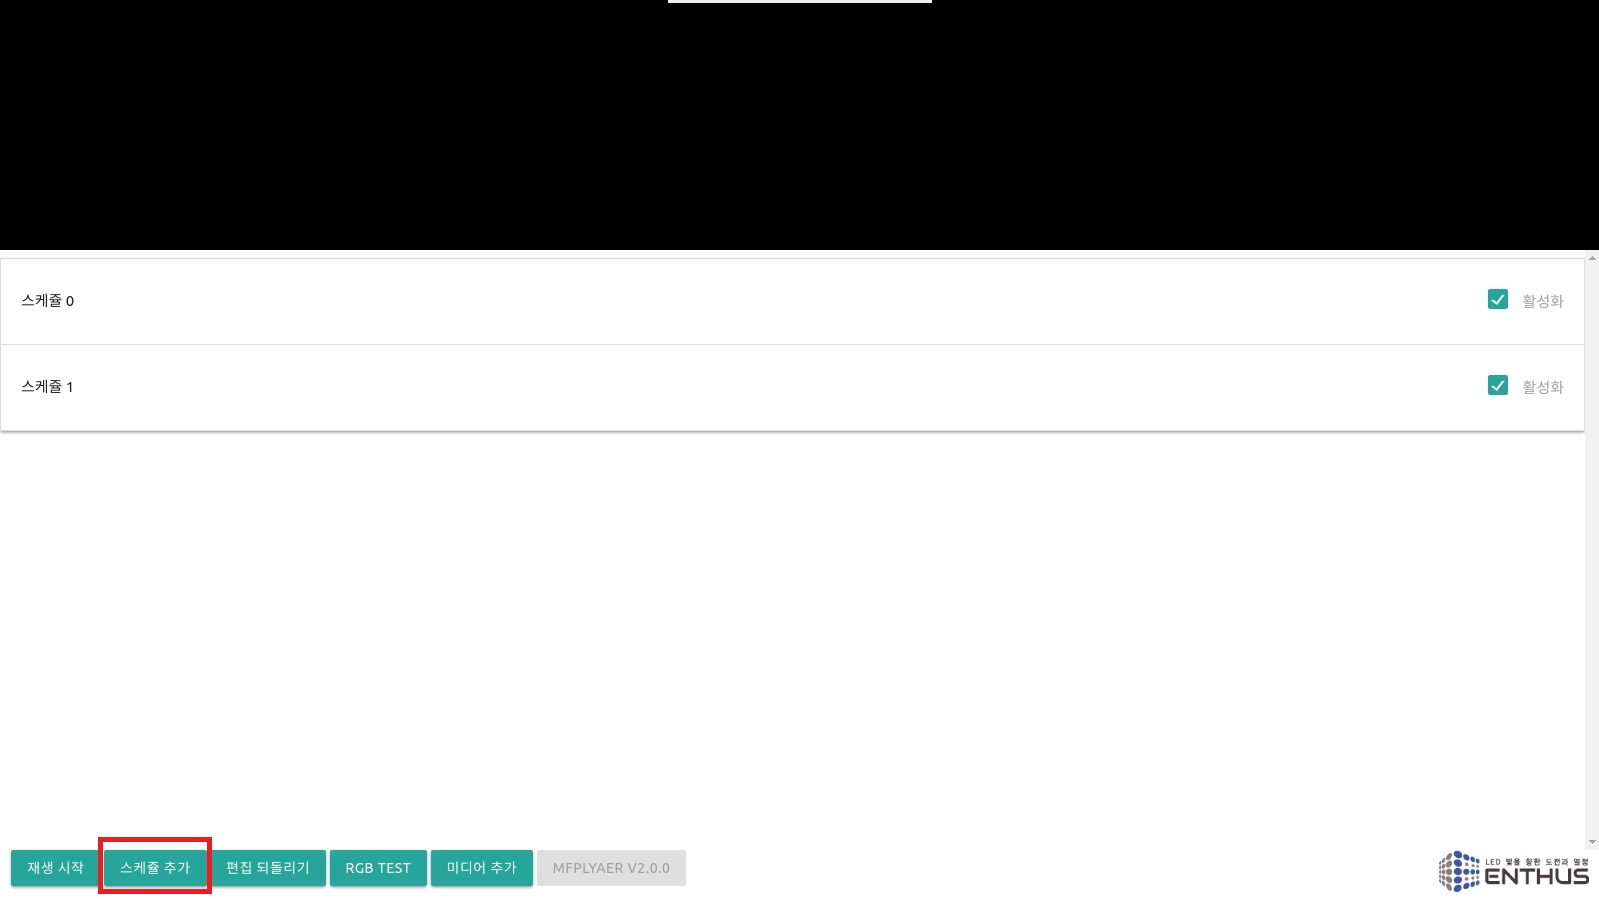 스케쥴 0
활성화
스케쥴 1
활성화
재생 시작
스케쥴 추가
편집 되돌리기
RGB TEST
미디어 추가
MFPLYAER V2.0.0
LED 빛을 향한 도전과 열정
ENTHUS